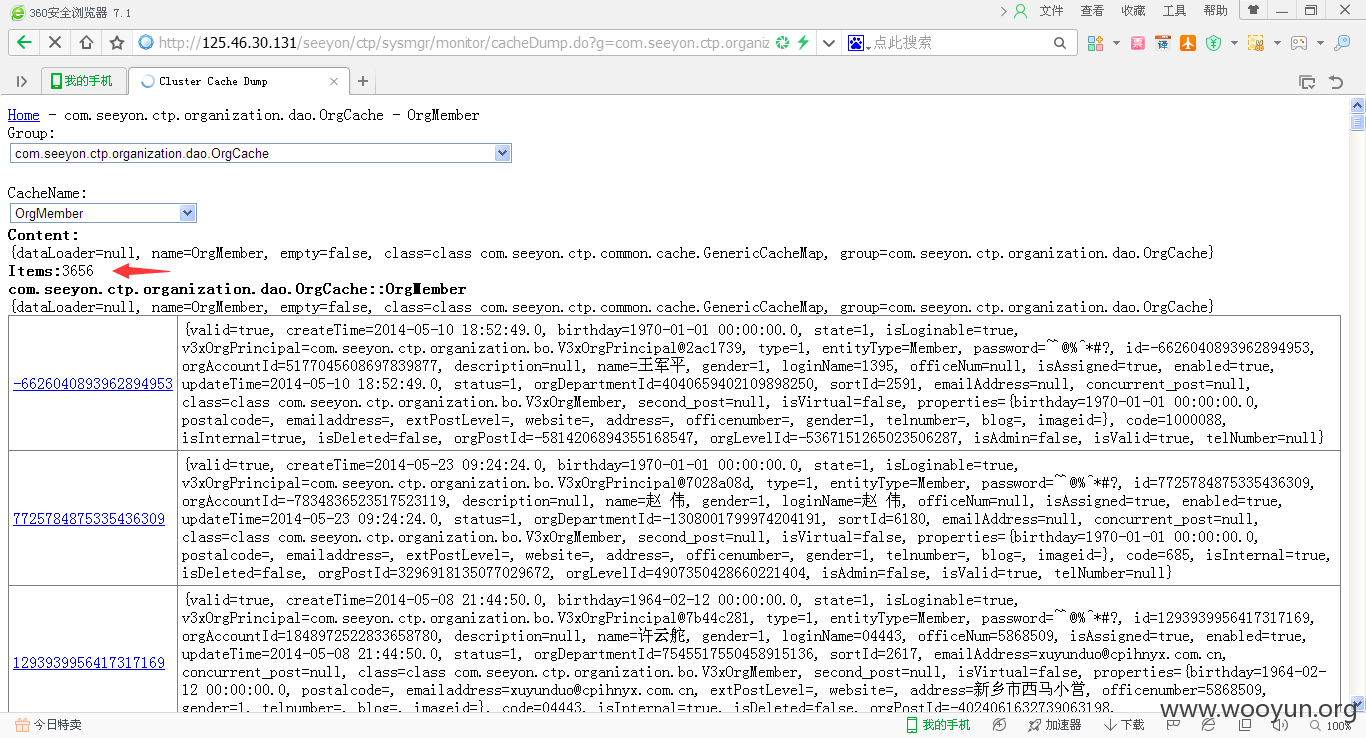 360安全浏览器 7.1
文件 查看 收藏 工具 帮助
http://125.46.30.131/seeyon/ctp/sysmgr/monitor/cacheDump.do?g=com.seeyon.ctp.organiz
点此搜索
我的手机
Cluster Cache Dump
Home - com.seeyon.ctp.organization.dao.OrgCache - OrgMember
Group:
com.seeyon.ctp.organization.dao.OrgCache
CacheName:
OrgMember
Content:
{dataLoader=null, name=OrgMember, empty=false, class=class com.seeyon.ctp.common.cache.GenericCacheMap, group=com.seeyon.ctp.organization.dao.OrgCache}
Items:3656
com.seeyon.ctp.organization.dao.OrgCache::OrgMember
{dataLoader=null, name=OrgMember, empty=false, class=class com.seeyon.ctp.common.cache.GenericCacheMap, group=com.seeyon.ctp.organization.dao.OrgCache}
-6626040893962894953
{valid=true, createTime=2014-05-10 18:52:49.0, birthday=1970-01-01 00:00:00.0, state=1, isLoginable=true,
v3xOrgPrincipal=com.seeyon.ctp.organization.bo.V3xOrgPrincipal@2ac1739, type=1, entityType=Member, password=~`@%^*#?, id=-6626040893962894953,
orgAccountId=5177045608697839877, description=null, name=王军平, gender=1, loginName=1395, officeNum=null, isAssigned=true, enabled=true,
updateTime=2014-05-10 18:52:49.0, status=1, orgDepartmentId=4040659402109898250, sortId=2591, emailAddress=null, concurrent_post=null,
class=class com.seeyon.ctp.organization.bo.V3xOrgMember, second_post=null, isVirtual=false, properties={birthday=1970-01-01 00:00:00.0,
postalcode=, emailaddress=, extPostLevel=, website=, address=, officenumber=, gender=1, telnumber=, blog=, imageid=}, code=1000088,
isInternal=true, isDeleted=false, orgPostId=-5814206894355168547, orgLevelId=-5367151265023506287, isAdmin=false, isValid=true, telNumber=null}
7725784875335436309
{valid=true, createTime=2014-05-23 09:24:24.0, birthday=1970-01-01 00:00:00.0, state=1, isLoginable=true,
v3xOrgPrincipal=com.seeyon.ctp.organization.bo.V3xOrgPrincipal@7028a08d, type=1, entityType=Member, password=~`@%^*#?, id=7725784875335436309,
orgAccountId=-7834836523517523119, description=null, name=赵 伟, gender=1, loginName=赵 伟, officeNum=null, isAssigned=true, enabled=true,
updateTime=2014-05-23 09:24:24.0, status=1, orgDepartmentId=-1308001799974204191, sortId=6180, emailAddress=null, concurrent_post=null,
class=class com.seeyon.ctp.organization.bo.V3xOrgMember, second_post=null, isVirtual=false, properties={birthday=1970-01-01 00:00:00.0,
postalcode=, emailaddress=, extPostLevel=, website=, address=, officenumber=, gender=1, telnumber=, blog=, imageid=}, code=685, isInternal=true,
isDeleted=false, orgPostId=3296918135077029672, orgLevelId=4907350428660221404, isAdmin=false, isValid=true, telNumber=null}
1293939956417317169
{valid=true, createTime=2014-05-08 21:44:50.0, birthday=1964-02-12 00:00:00.0, state=1, isLoginable=true,
v3xOrgPrincipal=com.seeyon.ctp.organization.bo.V3xOrgPrincipal@7b44c281, type=1, entityType=Member, password=~`@%^*#?, id=1293939956417317169,
orgAccountId=1848972522833658780, description=null, name=许云舵, gender=1, loginName=04443, officeNum=5868509, isAssigned=true, enabled=true,
updateTime=2014-05-08 21:44:50.0, status=1, orgDepartmentId=7545517550458915136, sortId=2617, emailAddress=xuyunduo@cpihnyx.com.cn,
concurrent_post=null, class=class com.seeyon.ctp.organization.bo.V3xOrgMember, second_post=null, isVirtual=false, properties={birthday=1964-02-
12 00:00:00.0, postalcode=, emailaddress=xuyunduo@cpihnyx.com.cn, extPostLevel=, website=, address=新乡市西马小营, officenumber=5868509,
gender=1, telnumber=, blog=, imageid=}, code=04443, isInternal=true, isDeleted=false, orgPostId=-4024061632739063198,
www.wooyun.org
今日特卖
我的手机 加速器 下载 100%